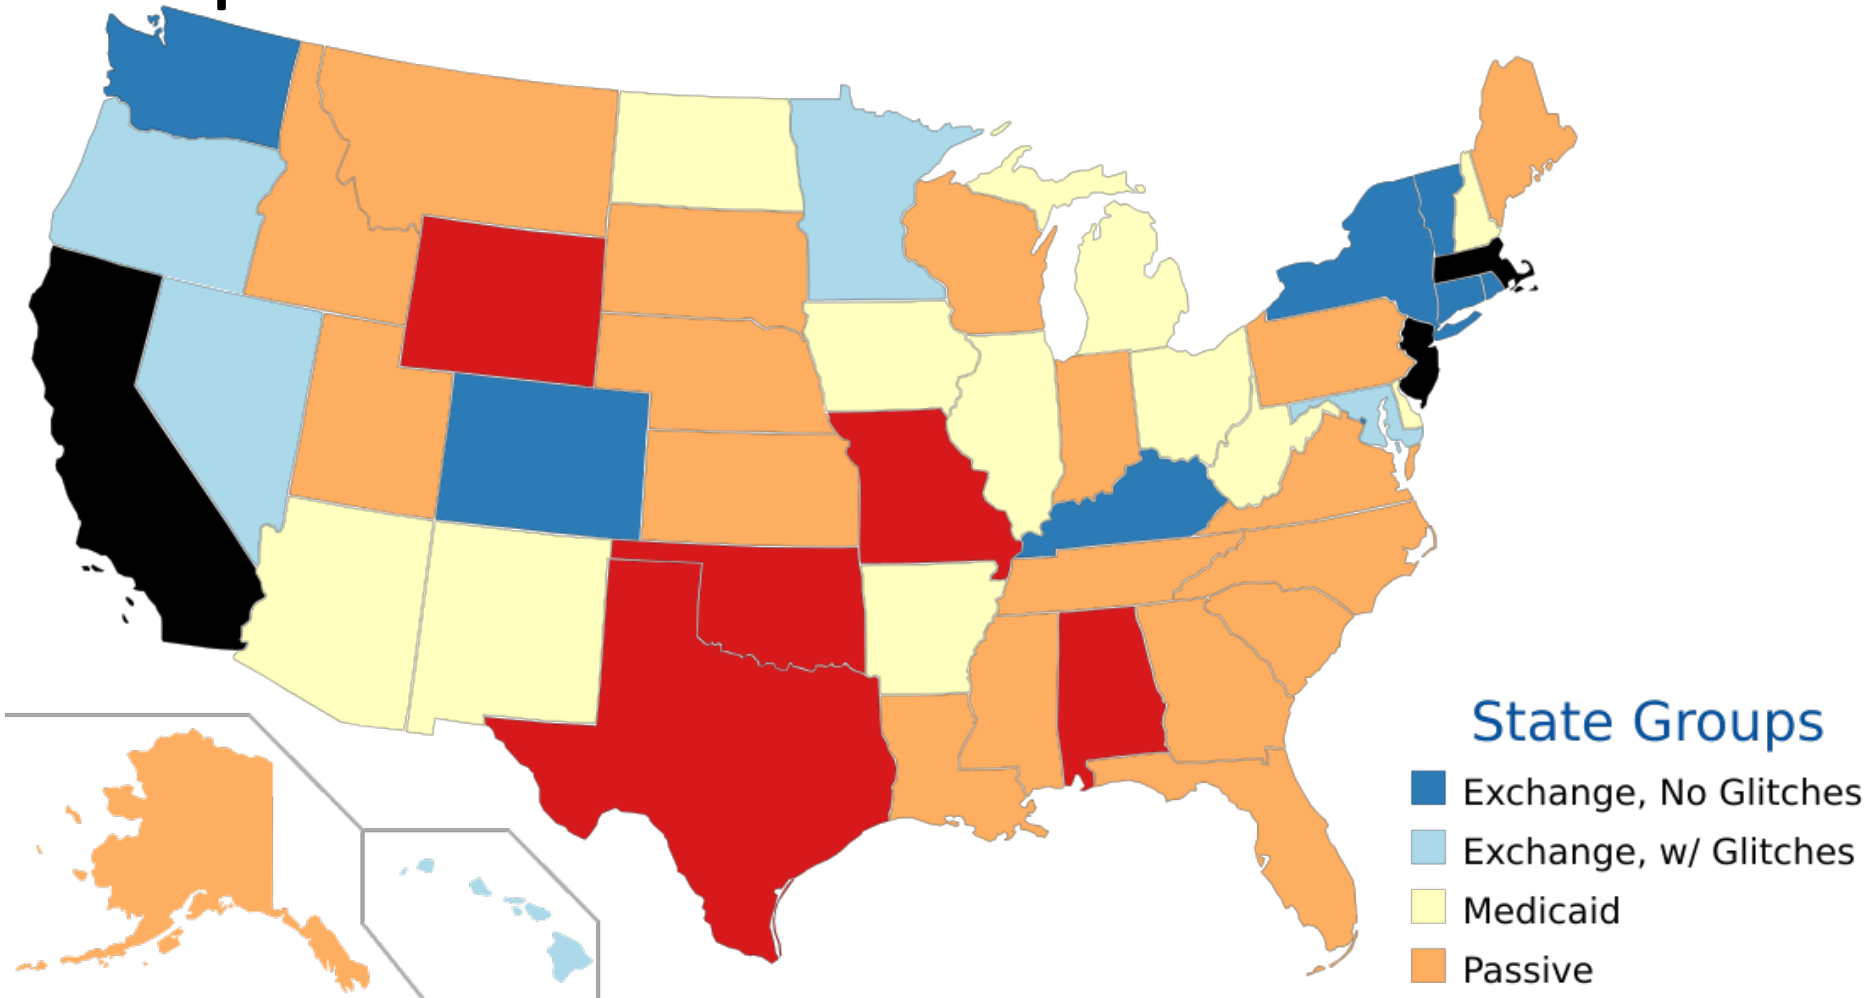 State Groups
Exchange, No Glitches
Exchange, w/ Glitches
Medicaid
Passive